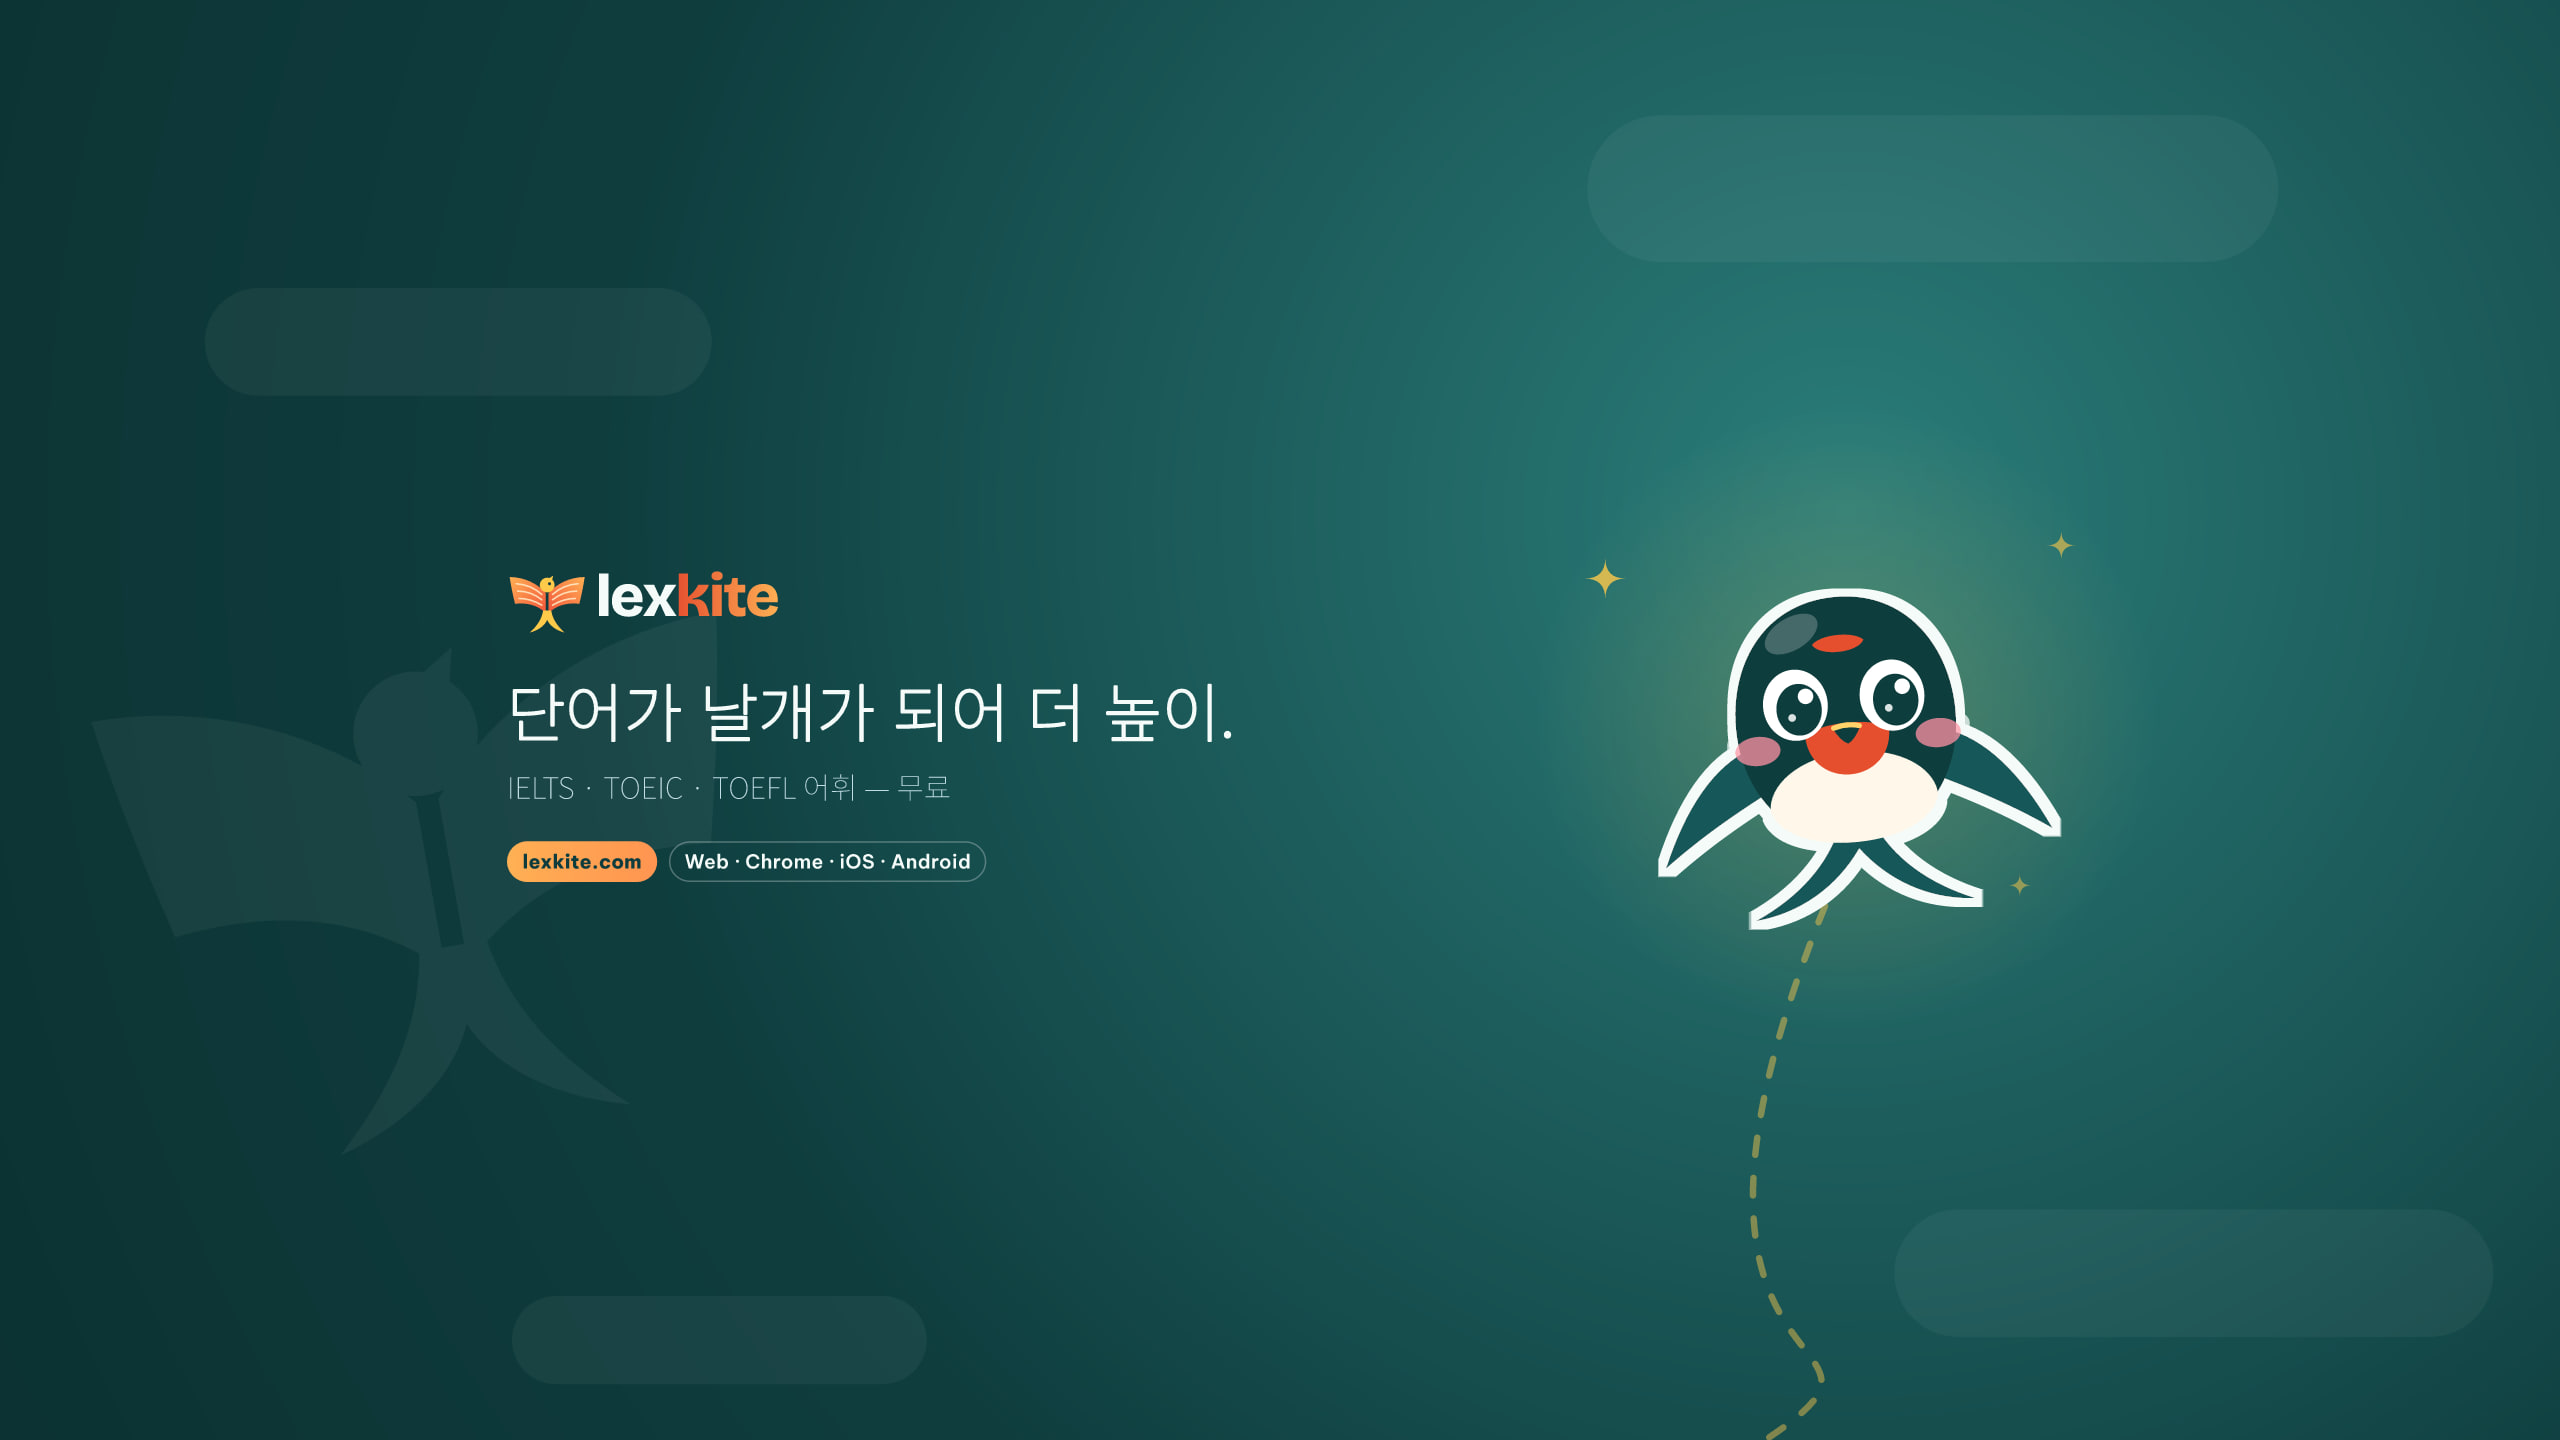 lexkite
단어가 날개가 되어 더 높이.
IELTS · TOEIC · TOEFL 어휘 — 무료
lexkite.com
Web · Chrome · iOS · Android